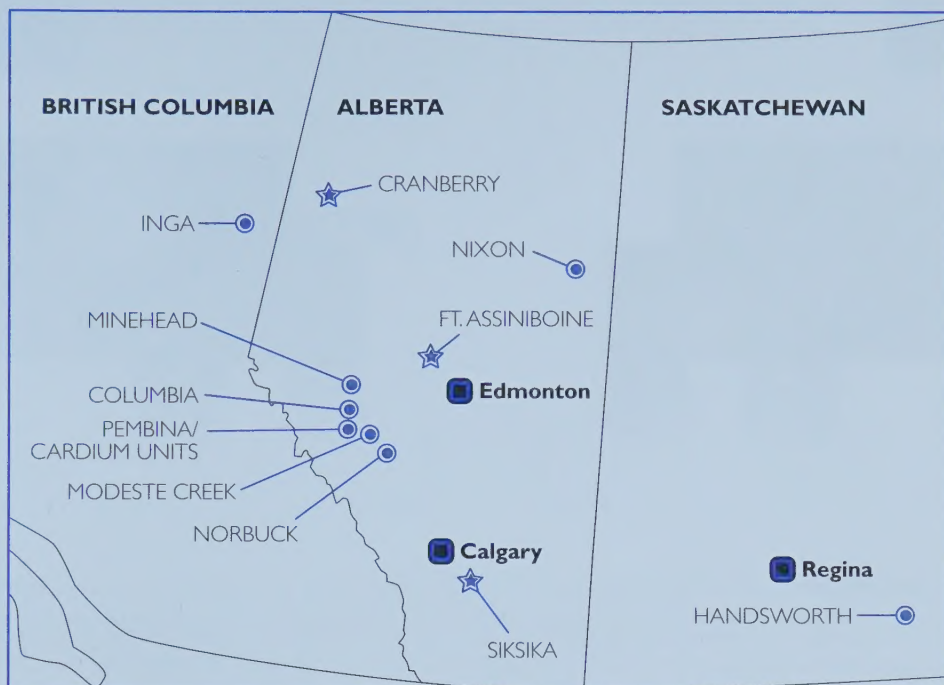 BRITISH COLUMBIA
ALBERTA
SASKATCHEWAN
CRANBERRY
INGA
NIXON
MINEHEAD
FT. ASSINIBOINE
COLUMBIA
Edmonton
PEMBINA/
CARDIUM UNITS
MODESTE CREEK
NORBUCK
Calgary
Regina
HANDSWORTH
SIKSIKA